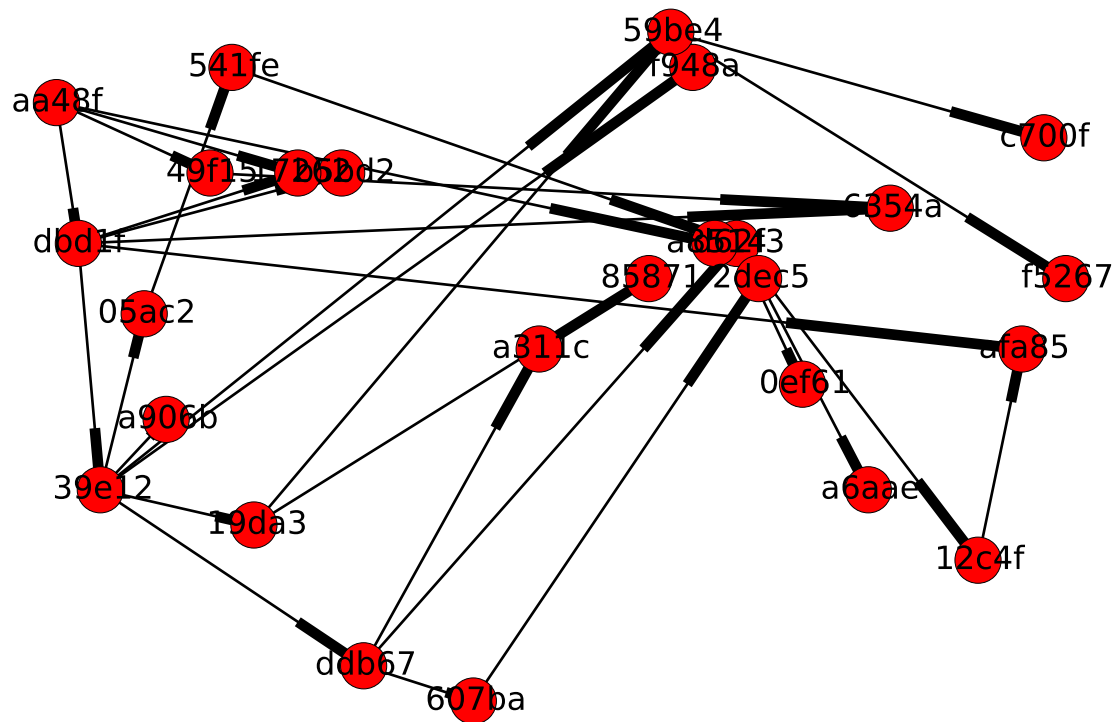 59be4
541fe
f948a
aa48f
c700f
49f15
6354a
dbd1f
85871
2dec5
f5267
05ac2
a311c
afa85
0ef61
a906b
39e12
a6aae
19da3
12c4f
ddb67
607ba